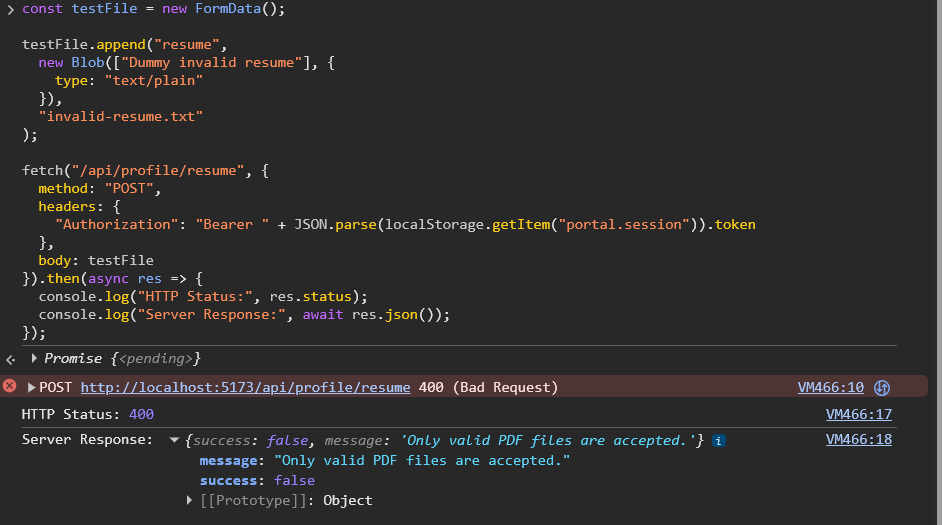 const testFile = new FormData();
testFile.append("resume",
new Blob(["Dummy invalid resume"], {
type: "text/plain"
}),
"invalid-resume.txt"
);
fetch("/api/profile/resume", {
method: "POST",
headers: {
"Authorization": "Bearer " + JSON.parse(localStorage.getItem("portal.session")).token
},
body: testFile
}).then(async res => {
console.log("HTTP Status:", res.status);
console.log("Server Response:", await res.json());
});
Promise {<pending>}
POST http://localhost:5173/api/profile/resume 400 (Bad Request) VM466:10
HTTP Status: 400 VM466:17
Server Response: {success: false, message: 'Only valid PDF files are accepted.'} i VM466:18
message: "Only valid PDF files are accepted."
success: false
[[Prototype]]: Object